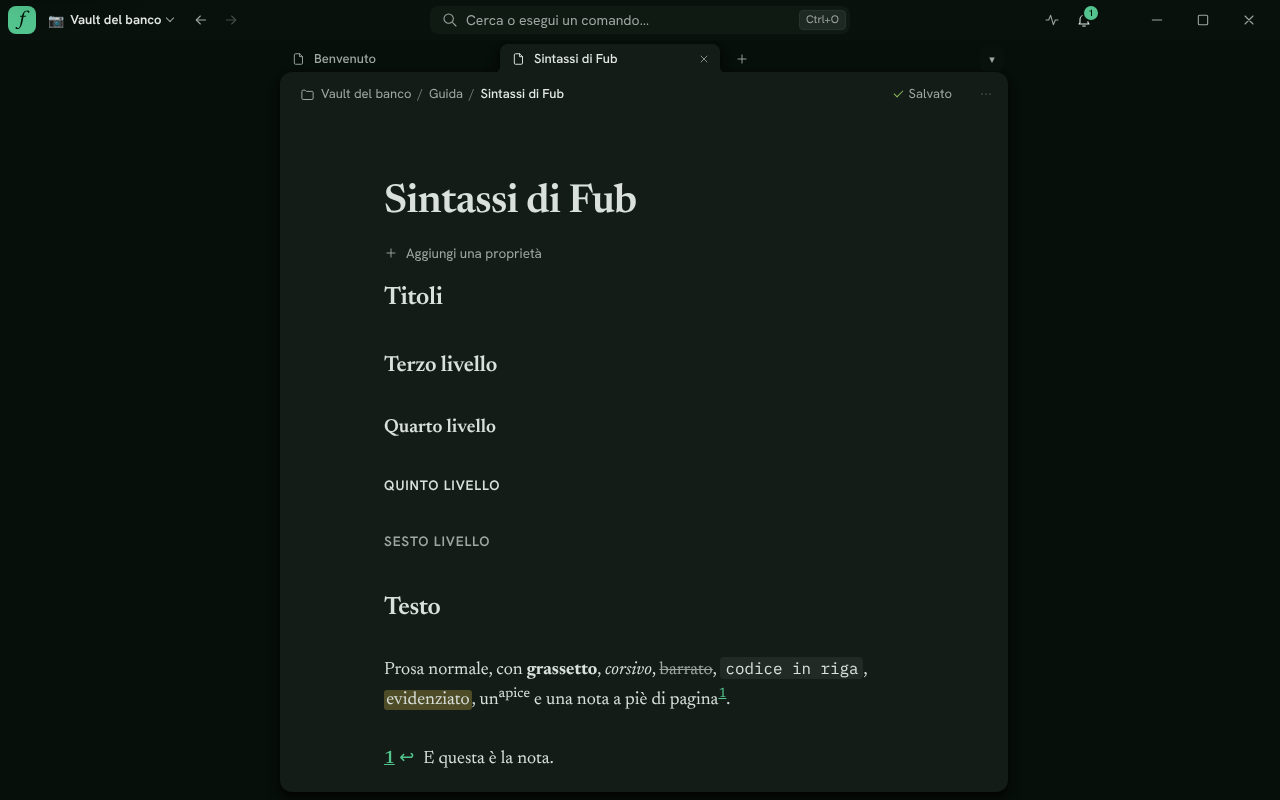 f Vault del banco
Cerca o esegui un comando...
Ctrl+O
1
Benvenuto
Sintassi di Fub
Vault del banco / Guida / Sintassi di Fub
Salvato
Sintassi di Fub
Aggiungi una proprietà
Titoli
Terzo livello
Quarto livello
QUINTO LIVELLO
SESTO LIVELLO
Testo
Prosa normale, con grassetto, corsivo, barrato, codice in riga,
evidenziato, unapice e una nota a piè di pagina1.
1 ↩ E questa è la nota.